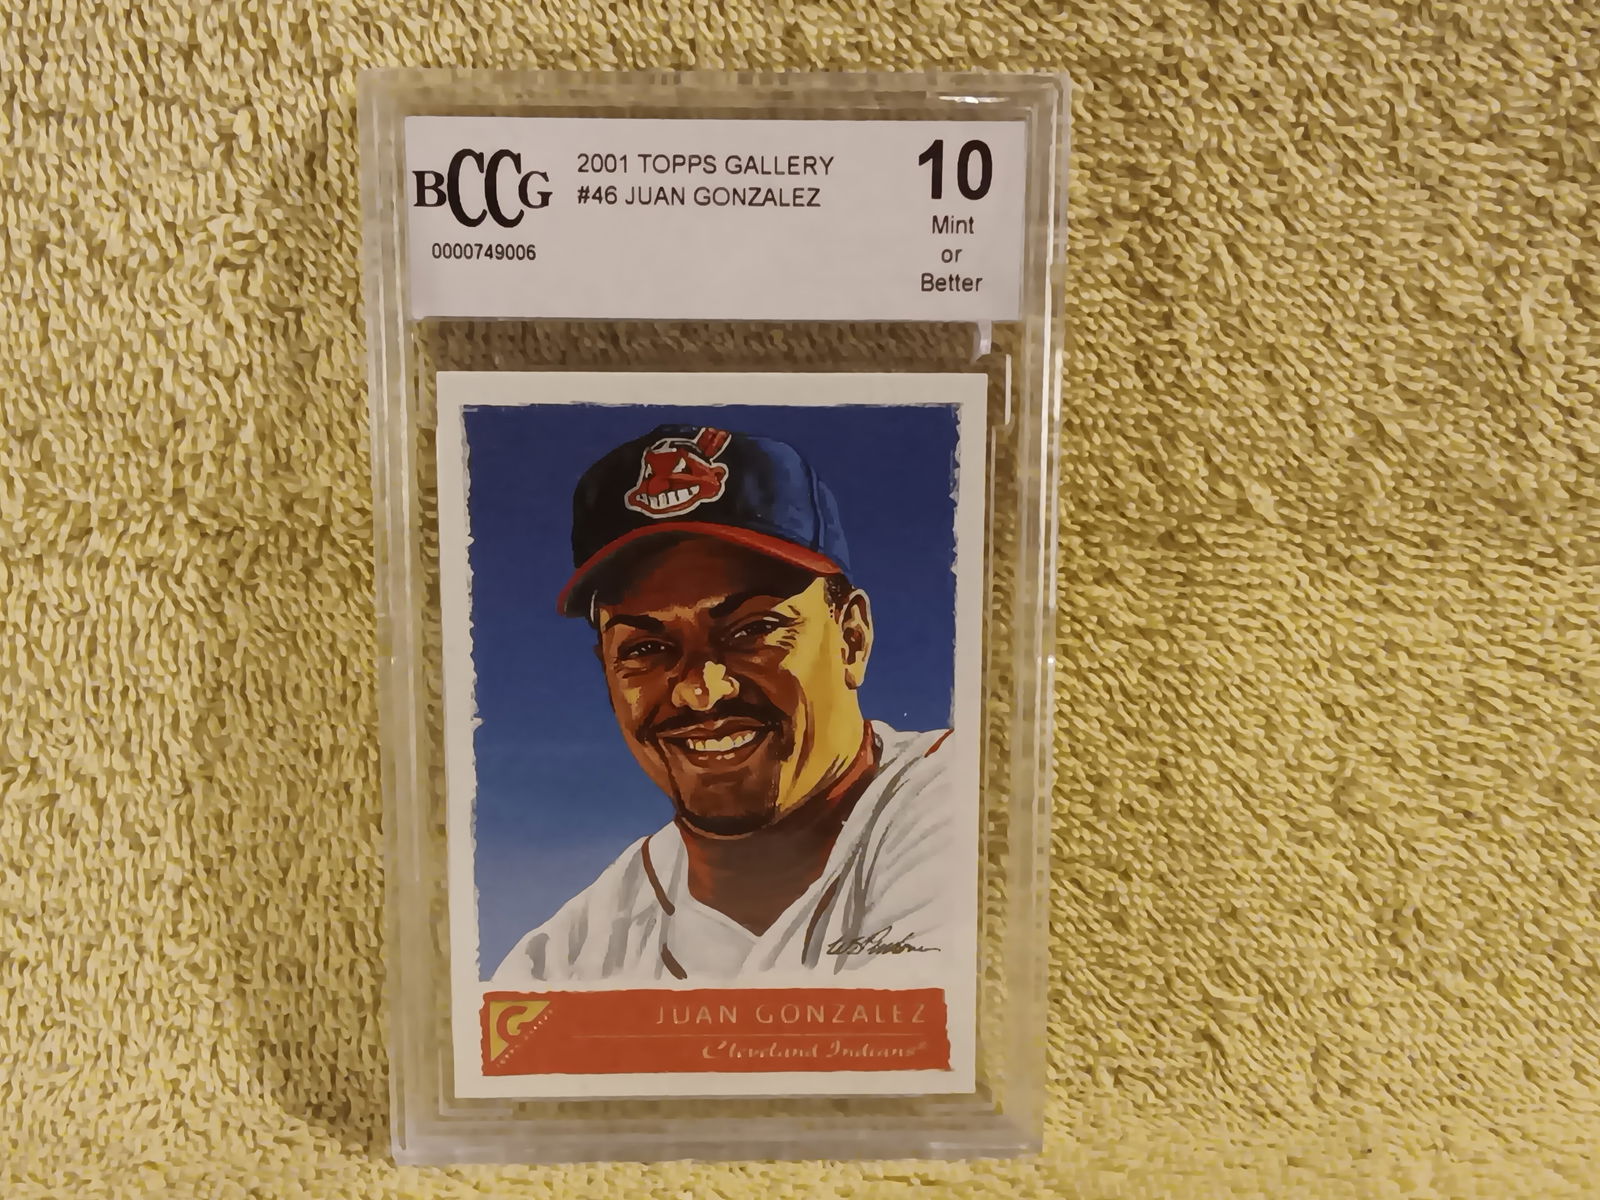 BCCG
0000749006
2001 TOPPS GALLERY
#46 JUAN GONZALEZ
10
Mint
or
Better
G
JUAN GONZALEZ
Cleveland Indians